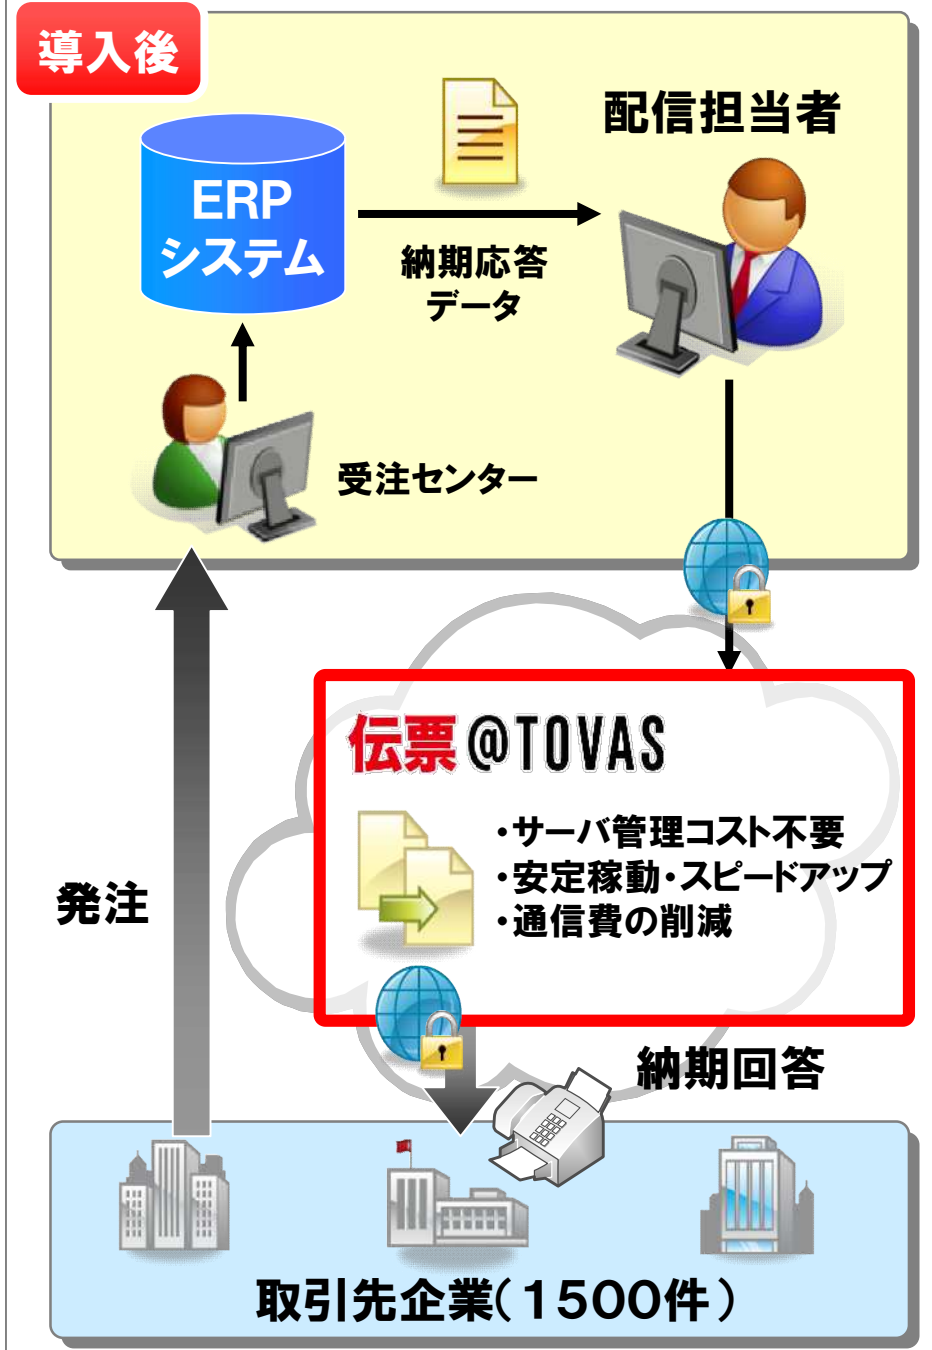 導入後
配信担当者
ERP
システム
納期応答
データ
受注センター
伝票@TOVAS
・サーバ管理コスト不要
・安定稼動・スピードアップ
・通信費の削減
発注
納期回答
取引先企業(1500件)